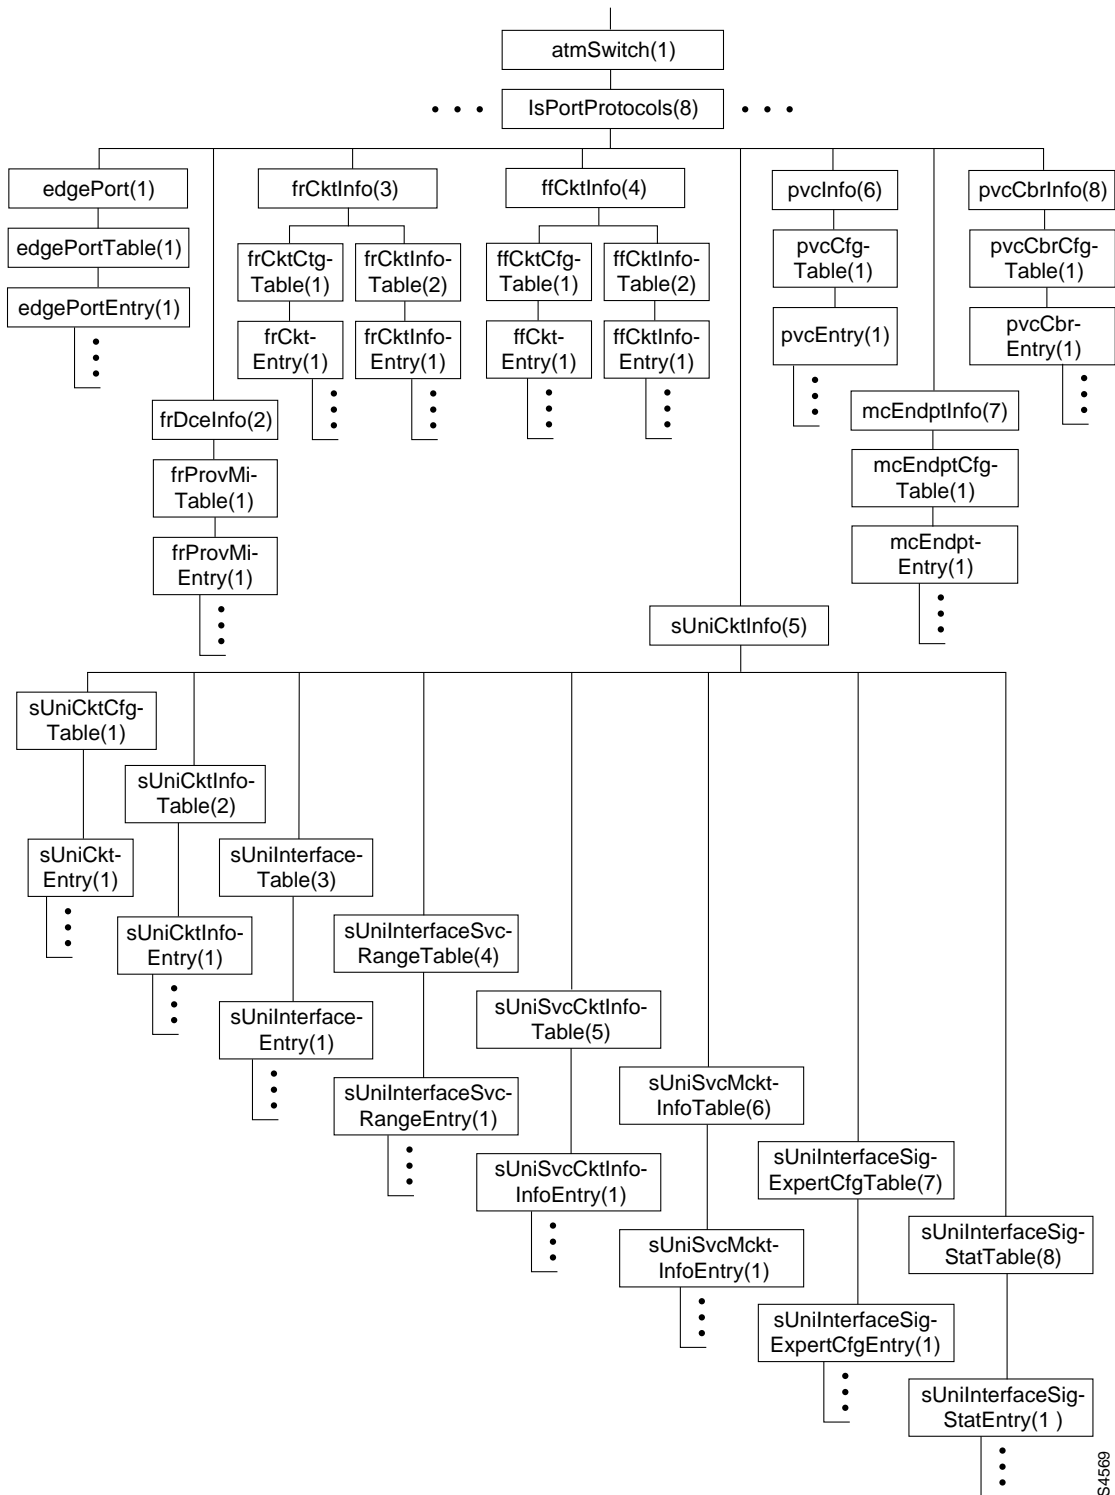 atmSwitch(1)
lsPortProtocols(8)
edgePort(1)
frCktInfo(3)
ffCktInfo(4)
pvcInfo(6)
pvcCbrInfo(8)
edgePortTable(1)
frCktCtg-
Table(1)
frCktInfo-
Table(2)
ffCktCfg-
Table(1)
ffCktInfo-
Table(2)
pvcCfg-
Table(1)
pvcCbrCfg-
Table(1)
edgePortEntry(1)
frCkt-
Entry(1)
frCktInfo-
Entry(1)
ffCkt-
Entry(1)
ffCktInfo-
Entry(1)
pvcEntry(1)
pvcCbr-
Entry(1)
frDceInfo(2)
mcEndptInfo(7)
frProvMi-
Table(1)
mcEndptCfg-
Table(1)
frProvMi-
Entry(1)
mcEndpt-
Entry(1)
sUniCktInfo(5)
sUniCktCfg-
Table(1)
sUniCktInfo-
Table(2)
sUniCkt-
Entry(1)
sUniInterface-
Table(3)
sUniCktInfo-
Entry(1)
sUniInterfaceSvc-
RangeTable(4)
sUniInterface-
Entry(1)
sUniSvcCktInfo-
Table(5)
sUniInterfaceSvc-
RangeEntry(1)
sUniSvcMckt-
InfoTable(6)
sUniSvcCktInfo-
InfoEntry(1)
sUniInterfaceSig-
ExpertCfgTable(7)
sUniSvcMckt-
InfoEntry(1)
sUniInterfaceSig-
StatTable(8)
sUniInterfaceSig-
ExpertCfgEntry(1)
sUniInterfaceSig-
StatEntry(1 )
S4569